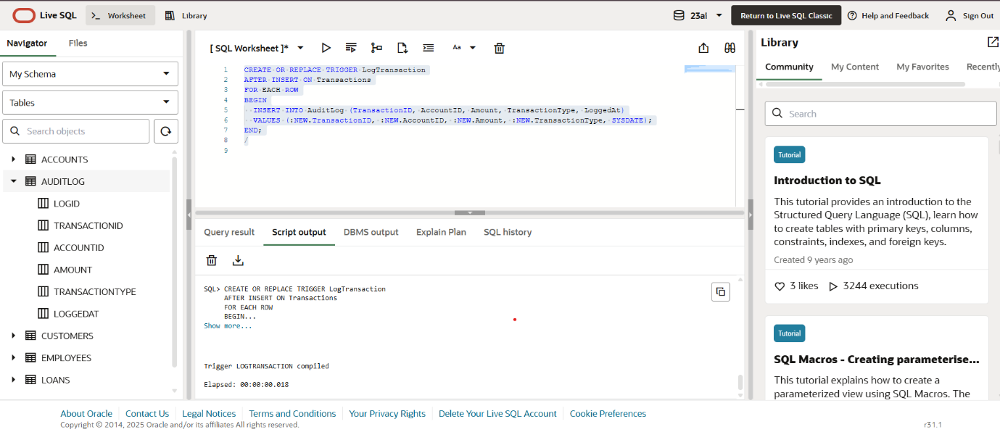 Live SQL
Worksheet
Library
23ai
Return to Live SQL Classic
Help and Feedback
Sign Out
Navigator
Files
My Schema
Tables
Search objects
ACCOUNTS
AUDITLOG
LOGID
TRANSACTIONID
ACCOUNTID
AMOUNT
TRANSACTIONTYPE
LOGGEDAT
CUSTOMERS
EMPLOYEES
LOANS
[ SQL Worksheet ]*
Aa
1 CREATE OR REPLACE TRIGGER LogTransaction
2 AFTER INSERT ON Transactions
3 FOR EACH ROW
4 BEGIN
5 INSERT INTO AuditLog (TransactionID, AccountID, Amount, TransactionType, LoggedAt)
6 VALUES (:NEW.TransactionID, :NEW.AccountID, :NEW.Amount, :NEW.TransactionType, SYSDATE);
7 END;
8 /
9
Query result
Script output
DBMS output
Explain Plan
SQL history
SQL> CREATE OR REPLACE TRIGGER LogTransaction
AFTER INSERT ON Transactions
FOR EACH ROW
BEGIN...
Show more...
Trigger LOGTRANSACTION compiled
Elapsed: 00:00:00.018
Library
Community
My Content
My Favorites
Recently
Search
Tutorial
Introduction to SQL
This tutorial provides an introduction to the
Structured Query Language (SQL), learn how
to create tables with primary keys, columns,
constraints, indexes, and foreign keys.
Created 9 years ago
3 likes
3244 executions
Tutorial
SQL Macros - Creating parameterise...
This tutorial explains how to create a
parameterized view using SQL Macros. The
About Oracle
Contact Us
Legal Notices
Terms and Conditions
Your Privacy Rights
Delete Your Live SQL Account
Cookie Preferences
Copyright © 2014, 2025 Oracle and/or its affiliates All rights reserved.
r31.1